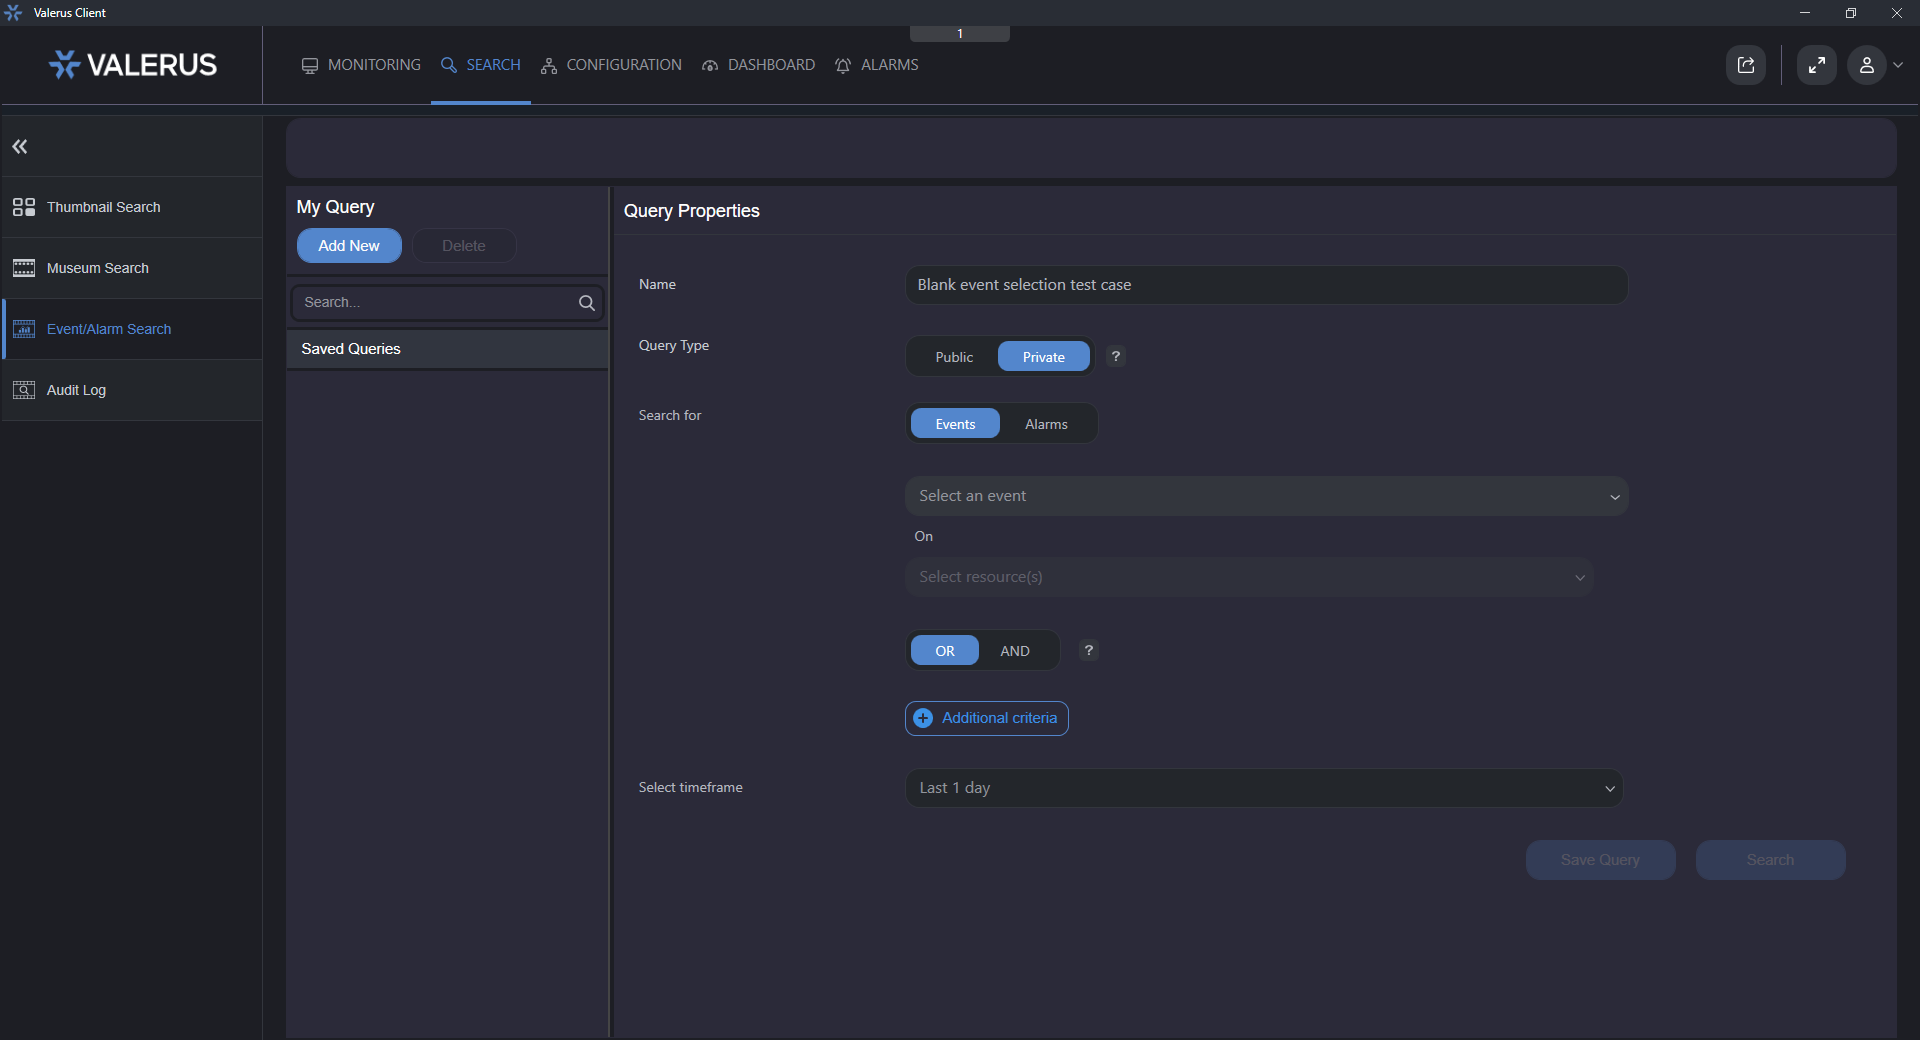 Valerus Client
1
VALERUS
MONITORING
SEARCH
CONFIGURATION
DASHBOARD
ALARMS
Thumbnail Search
Museum Search
Event/Alarm Search
Audit Log
My Query
Add New
Delete
Search...
Saved Queries
Query Properties
Name
Blank event selection test case
Query Type
Public
Private
?
Search for
Events
Alarms
Select an event
On
Select resource(s)
OR
AND
?
Additional criteria
Select timeframe
Last 1 day
Save Query
Search